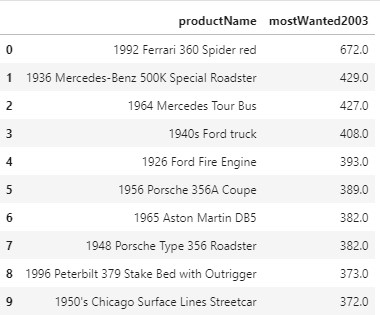 productName mostWanted2003
0 1992 Ferrari 360 Spider red 672.0
1 1936 Mercedes-Benz 500K Special Roadster 429.0
2 1964 Mercedes Tour Bus 427.0
3 1940s Ford truck 408.0
4 1926 Ford Fire Engine 393.0
5 1956 Porsche 356A Coupe 389.0
6 1965 Aston Martin DB5 382.0
7 1948 Porsche Type 356 Roadster 382.0
8 1996 Peterbilt 379 Stake Bed with Outrigger 373.0
9 1950's Chicago Surface Lines Streetcar 372.0